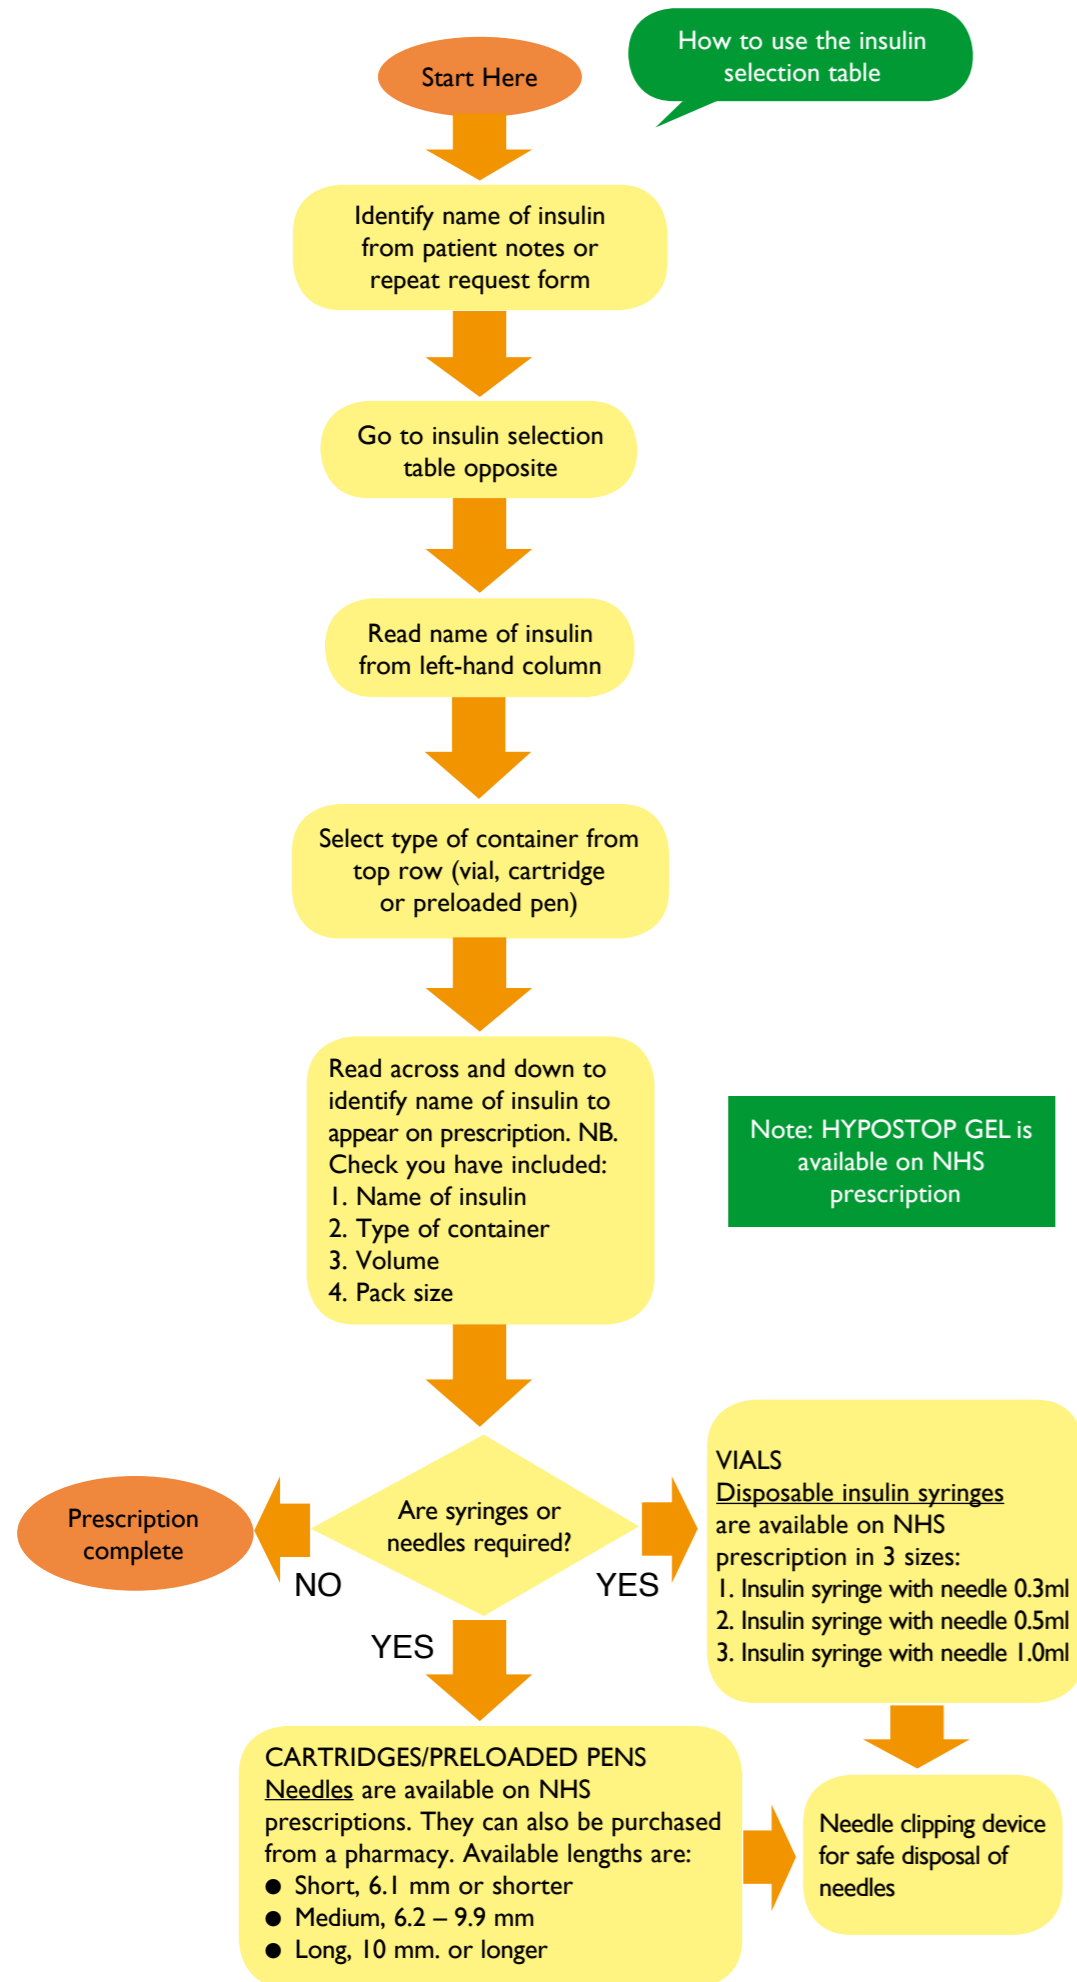 Start Here
How to use the insulin
selection table
Identify name of insulin
from patient notes or
repeat request form
Go to insulin selection
table opposite
Read name of insulin
from left-hand column
Select type of container from
top row (vial, cartridge
or preloaded pen)
Read across and down to
identify name of insulin to
appear on prescription. NB.
Check you have included:
1. Name of insulin
2. Type of container
3. Volume
4. Pack size
Note: HYPOSTOP GEL is
available on NHS
prescription
Are syringes or
needles required?
NO
Prescription
complete
YES
VIALS
Disposable insulin syringes
are available on NHS
prescription in 3 sizes:
1. Insulin syringe with needle 0.3ml
2. Insulin syringe with needle 0.5ml
3. Insulin syringe with needle 1.0ml
YES
CARTRIDGES/PRELOADED PENS
Needles are available on NHS
prescriptions. They can also be purchased
from a pharmacy. Available lengths are:
● Short, 6.1 mm or shorter
● Medium, 6.2 – 9.9 mm
● Long, 10 mm. or longer
Needle clipping device
for safe disposal of
needles